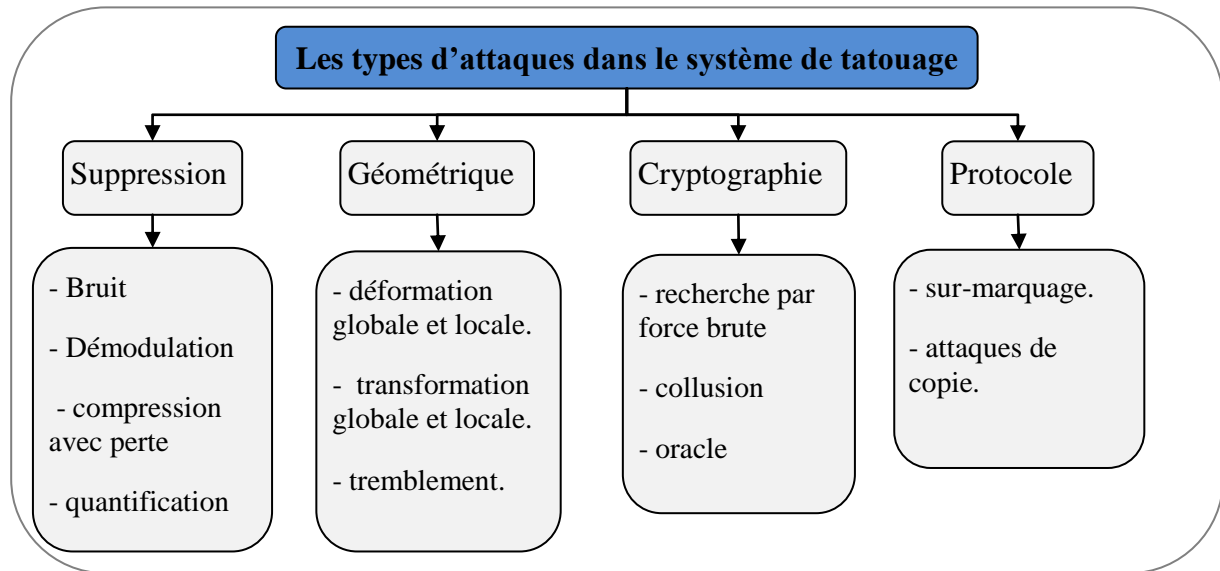 Les types d'attaques dans le système de tatouage
Suppression
Géométrique
Cryptographie
Protocole
- Bruit
- Démodulation
- compression
avec perte
- quantification
- déformation
globale et locale.
- transformation
globale et locale.
- tremblement.
- recherche par
force brute
- collusion
- oracle
- sur-marquage.
- attaques de
copie.